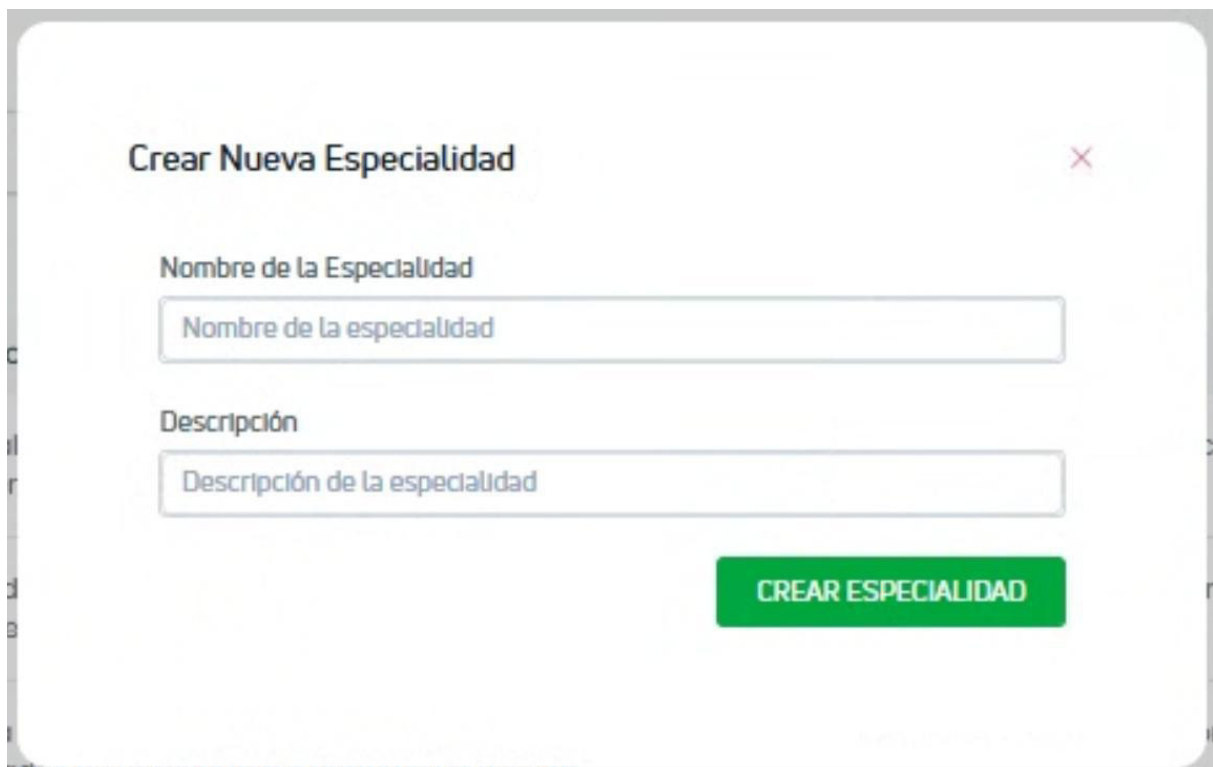 Crear Nueva Especialidad
Nombre de la Especialidad
Nombre de la especialidad
Descripción
Descripción de la especialidad
CREAR ESPECIALIDAD